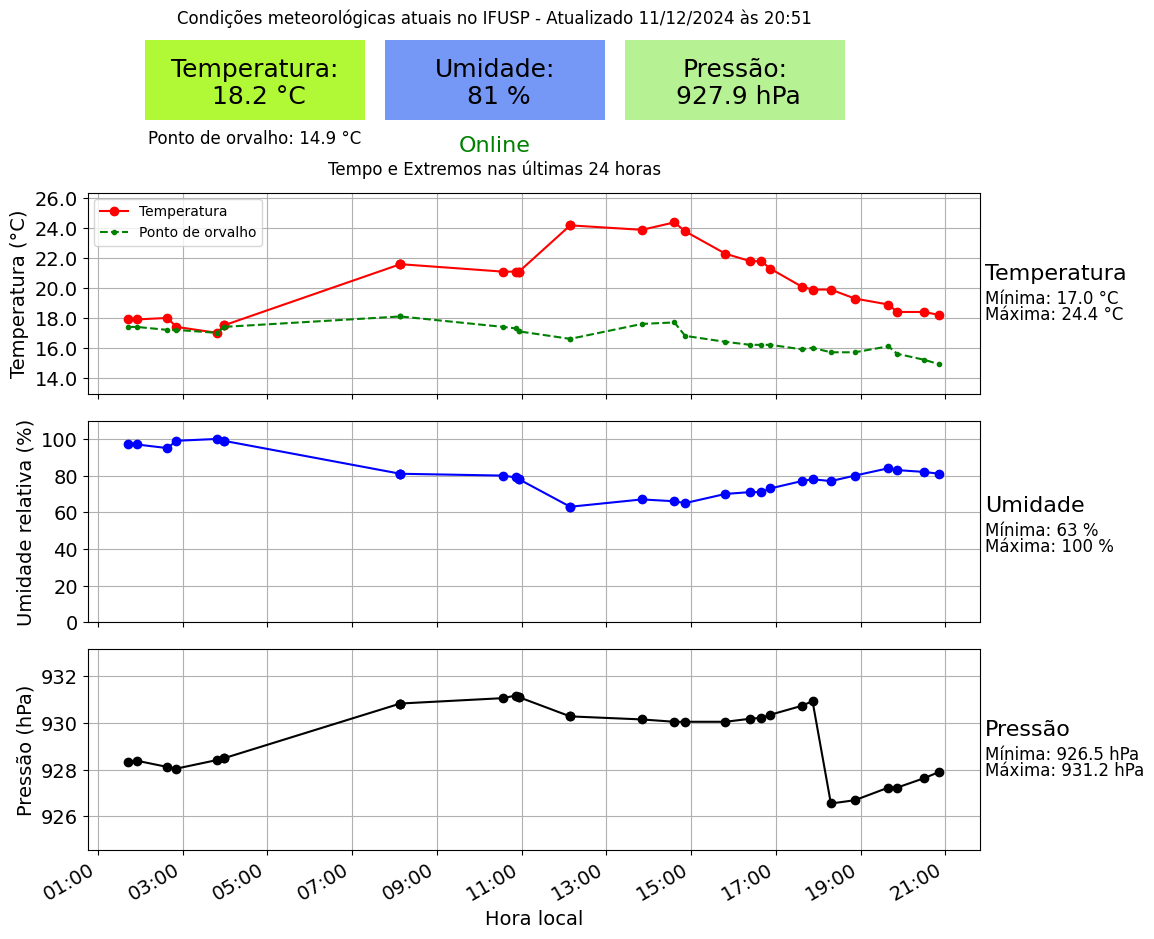 Condições meteorológicas atuais no IFUSP - Atualizado 11/12/2024 às 20:51
Temperatura:
18.2 °C
Umidade:
81 %
Pressão:
927.9 hPa
Ponto de orvalho: 14.9 °C
Online
Tempo e Extremos nas últimas 24 horas
Temperatura (°C)
26.0
24.0
22.0
20.0
18.0
16.0
14.0
Temperatura
Ponto de orvalho
Temperatura
Mínima: 17.0 °C
Máxima: 24.4 °C
Umidade relativa (%)
100
80
60
40
20
0
Umidade
Mínima: 63 %
Máxima: 100 %
Pressão (hPa)
932
930
928
926
Pressão
Mínima: 926.5 hPa
Máxima: 931.2 hPa
01:00 03:00 05:00 07:00 09:00 11:00 13:00 15:00 17:00 19:00 21:00
Hora local